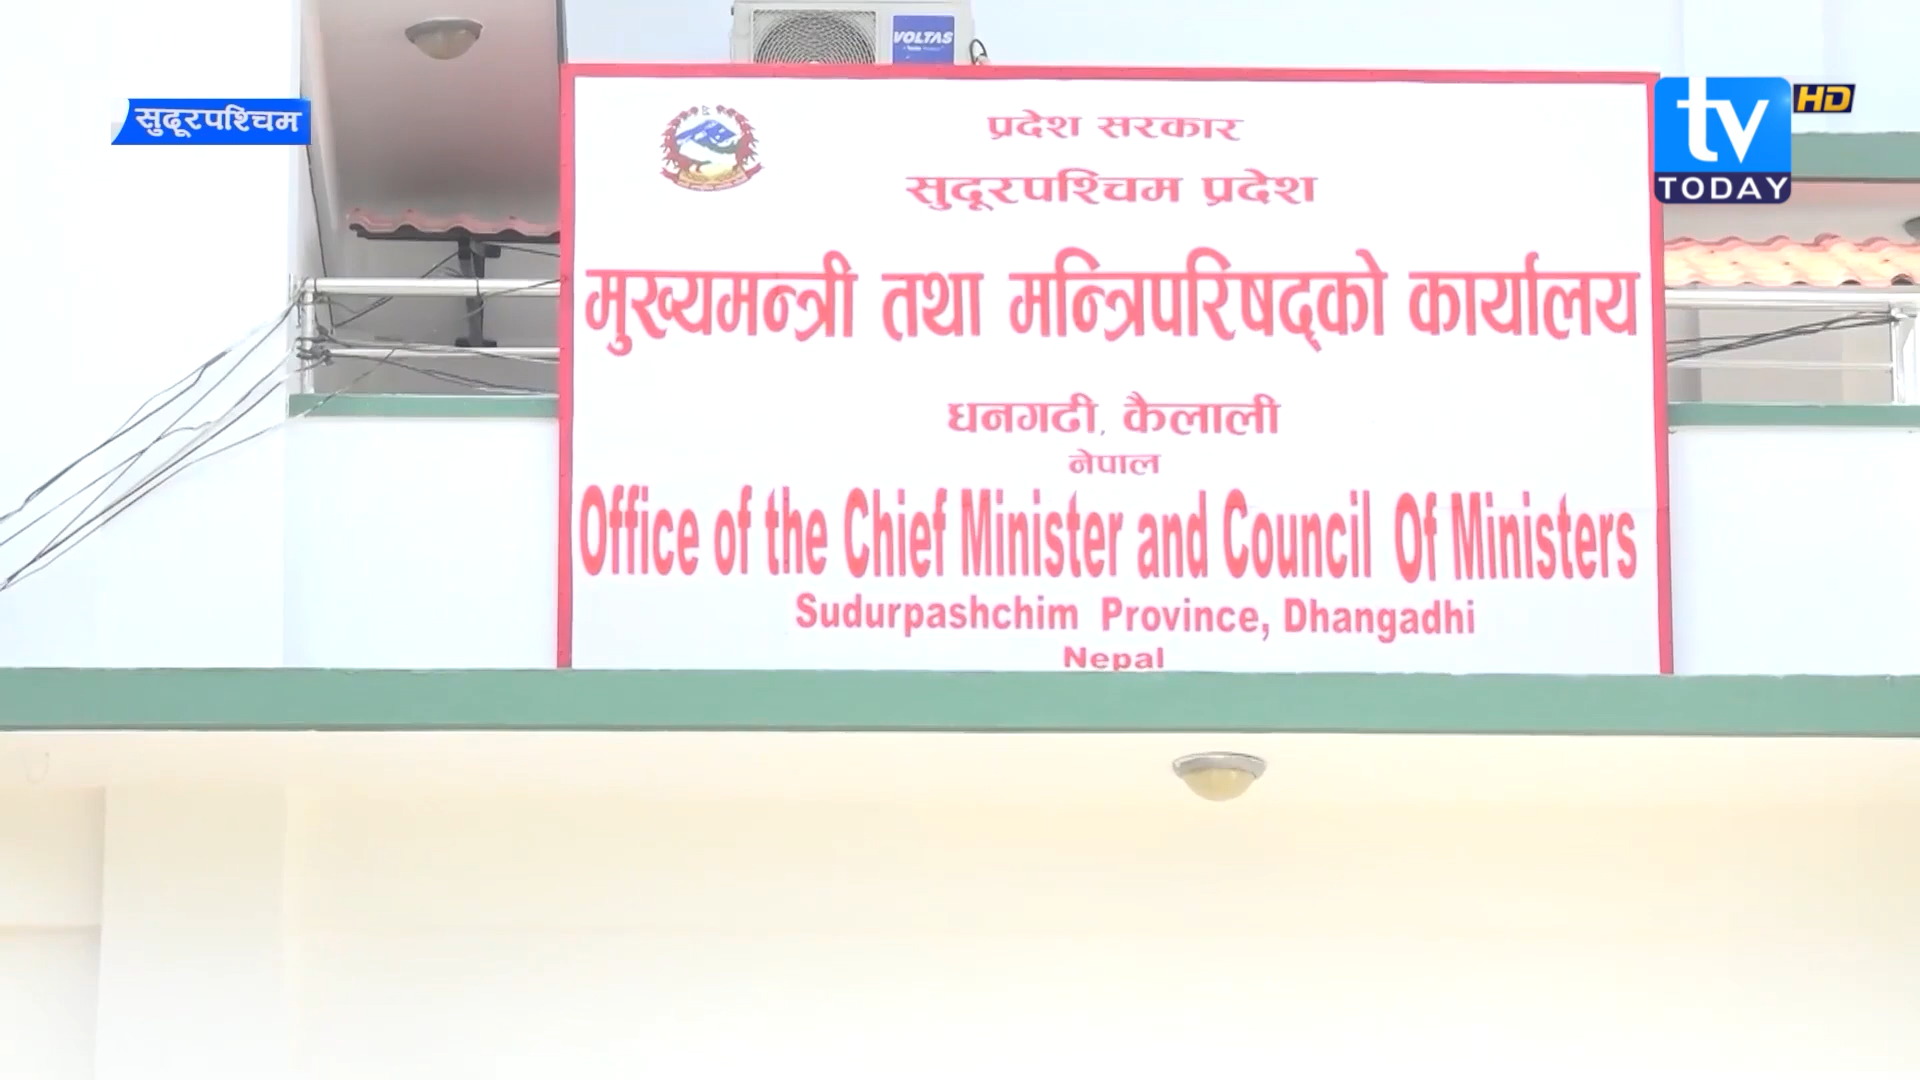 VOLTAS
सुदूरपश्चिम
tv HD
TODAY
प्रदेश सरकार
सुदूरपश्चिम प्रदेश
मुख्यमन्त्री तथा मन्त्रिपरिषद्को कार्यालय
धनगढी, कैलाली
नेपाल
Office of the Chief Minister and Council Of Ministers
Sudurpashchim Province, Dhangadhi
Nepal